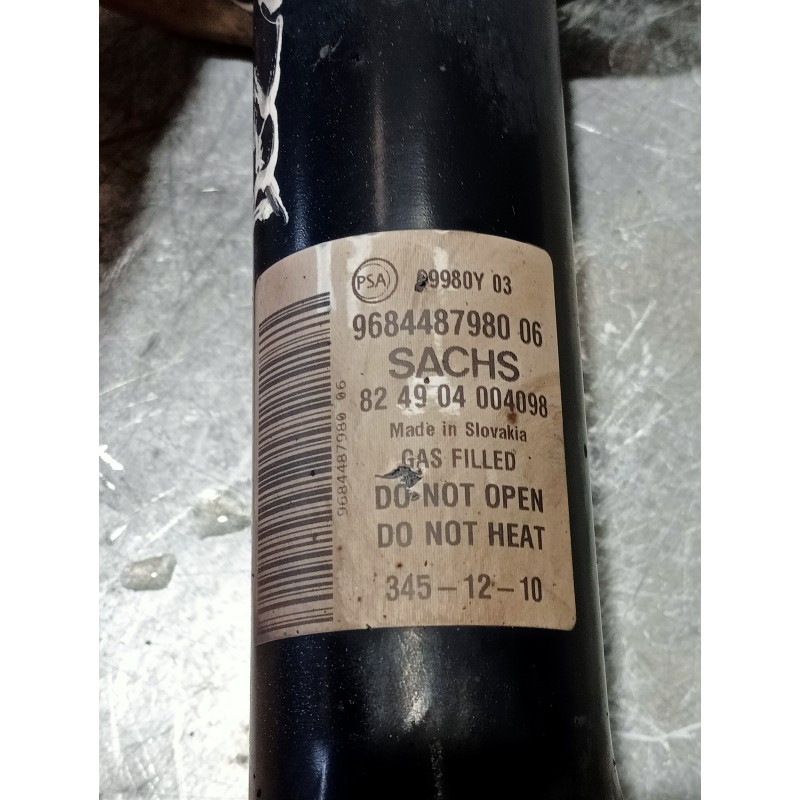 PSA 09980Y 03
9684487980 06
SACHS
82 49 04 004098
Made in Slovakia
GAS FILLED
DO NOT OPEN
DO NOT HEAT
345-12-10
9684487980 06